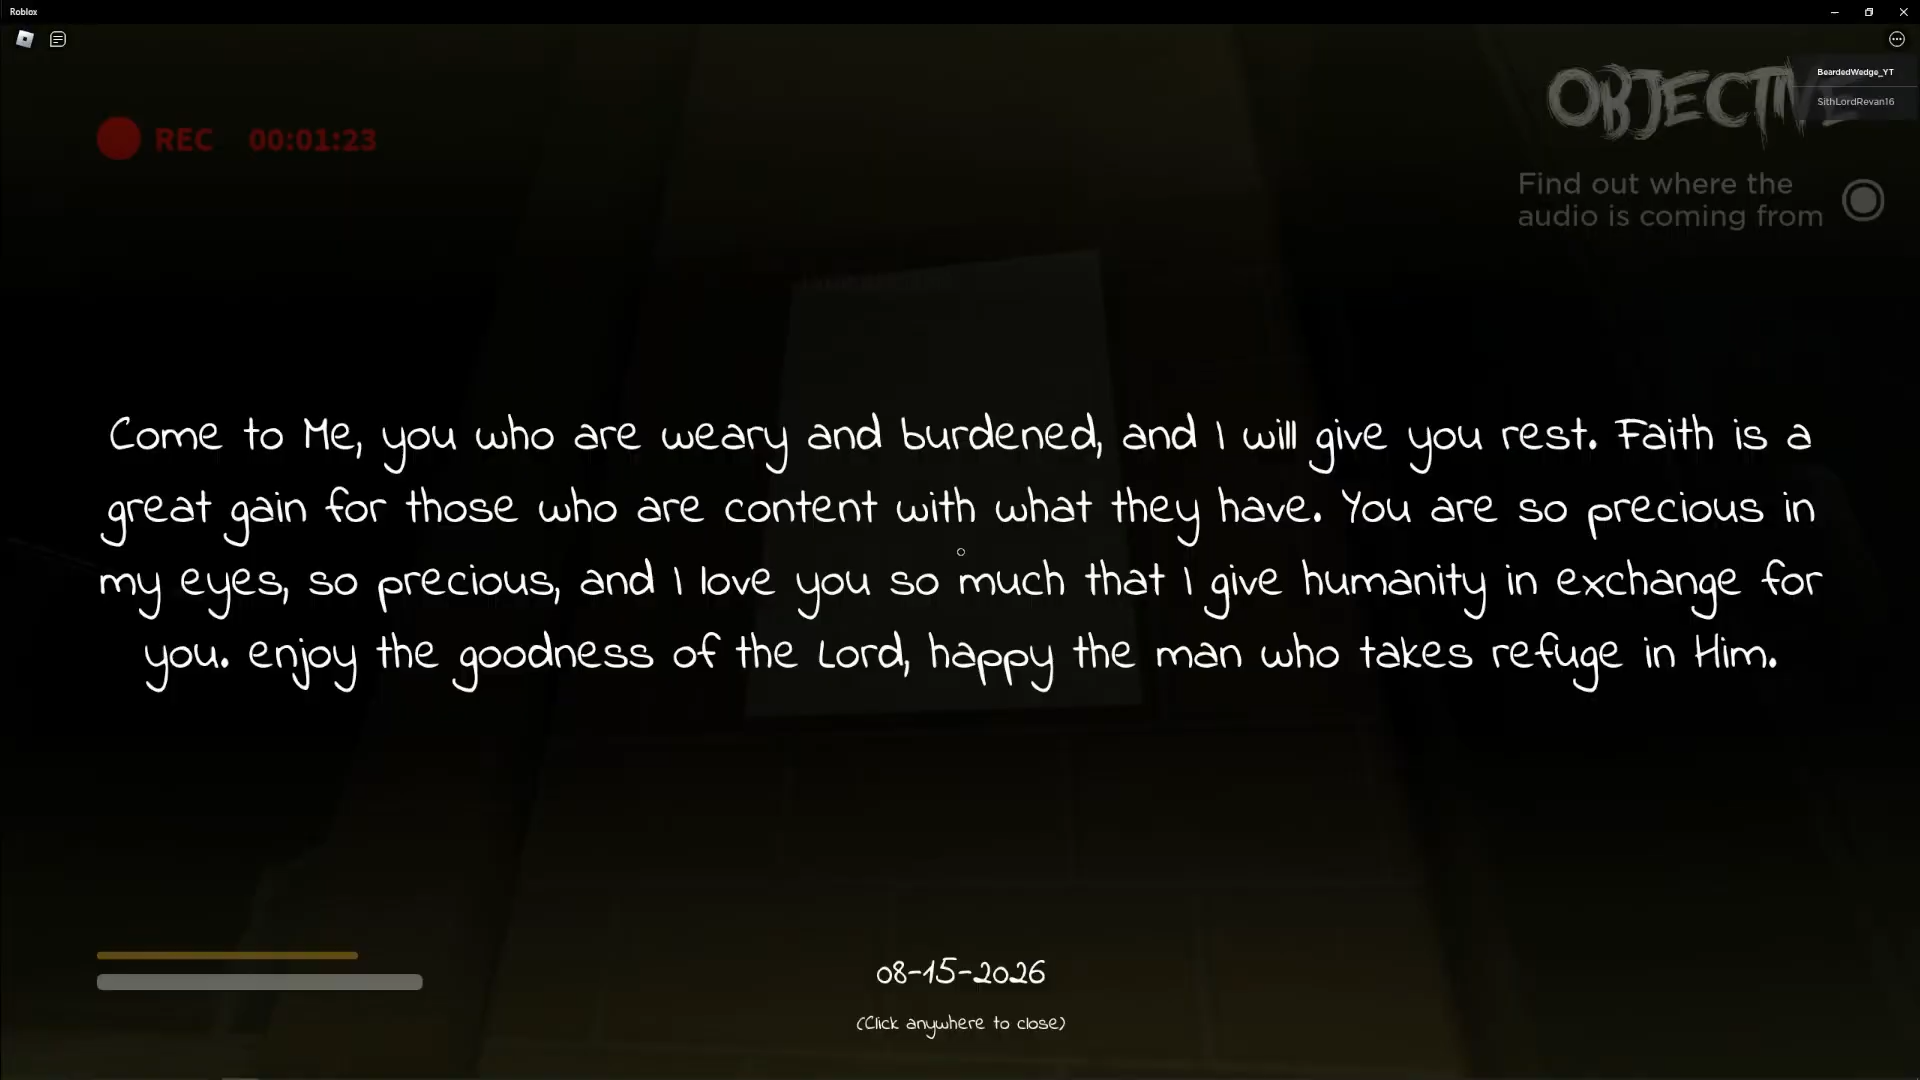 Roblox
BeardedWedge_YT
OBJECTIVE
SithLordRevan16
REC 00:01:23
Find out where the
audio is coming from
Come to Me, you who are weary and burdened, and I will give you rest. Faith is a
great gain for those who are content with what they have. You are so precious in
my eyes, so precious, and I love you so much that I give humanity in exchange for
you. enjoy the goodness of the Lord, happy the man who takes refuge in Him.
08-15-2026
(Click anywhere to close)